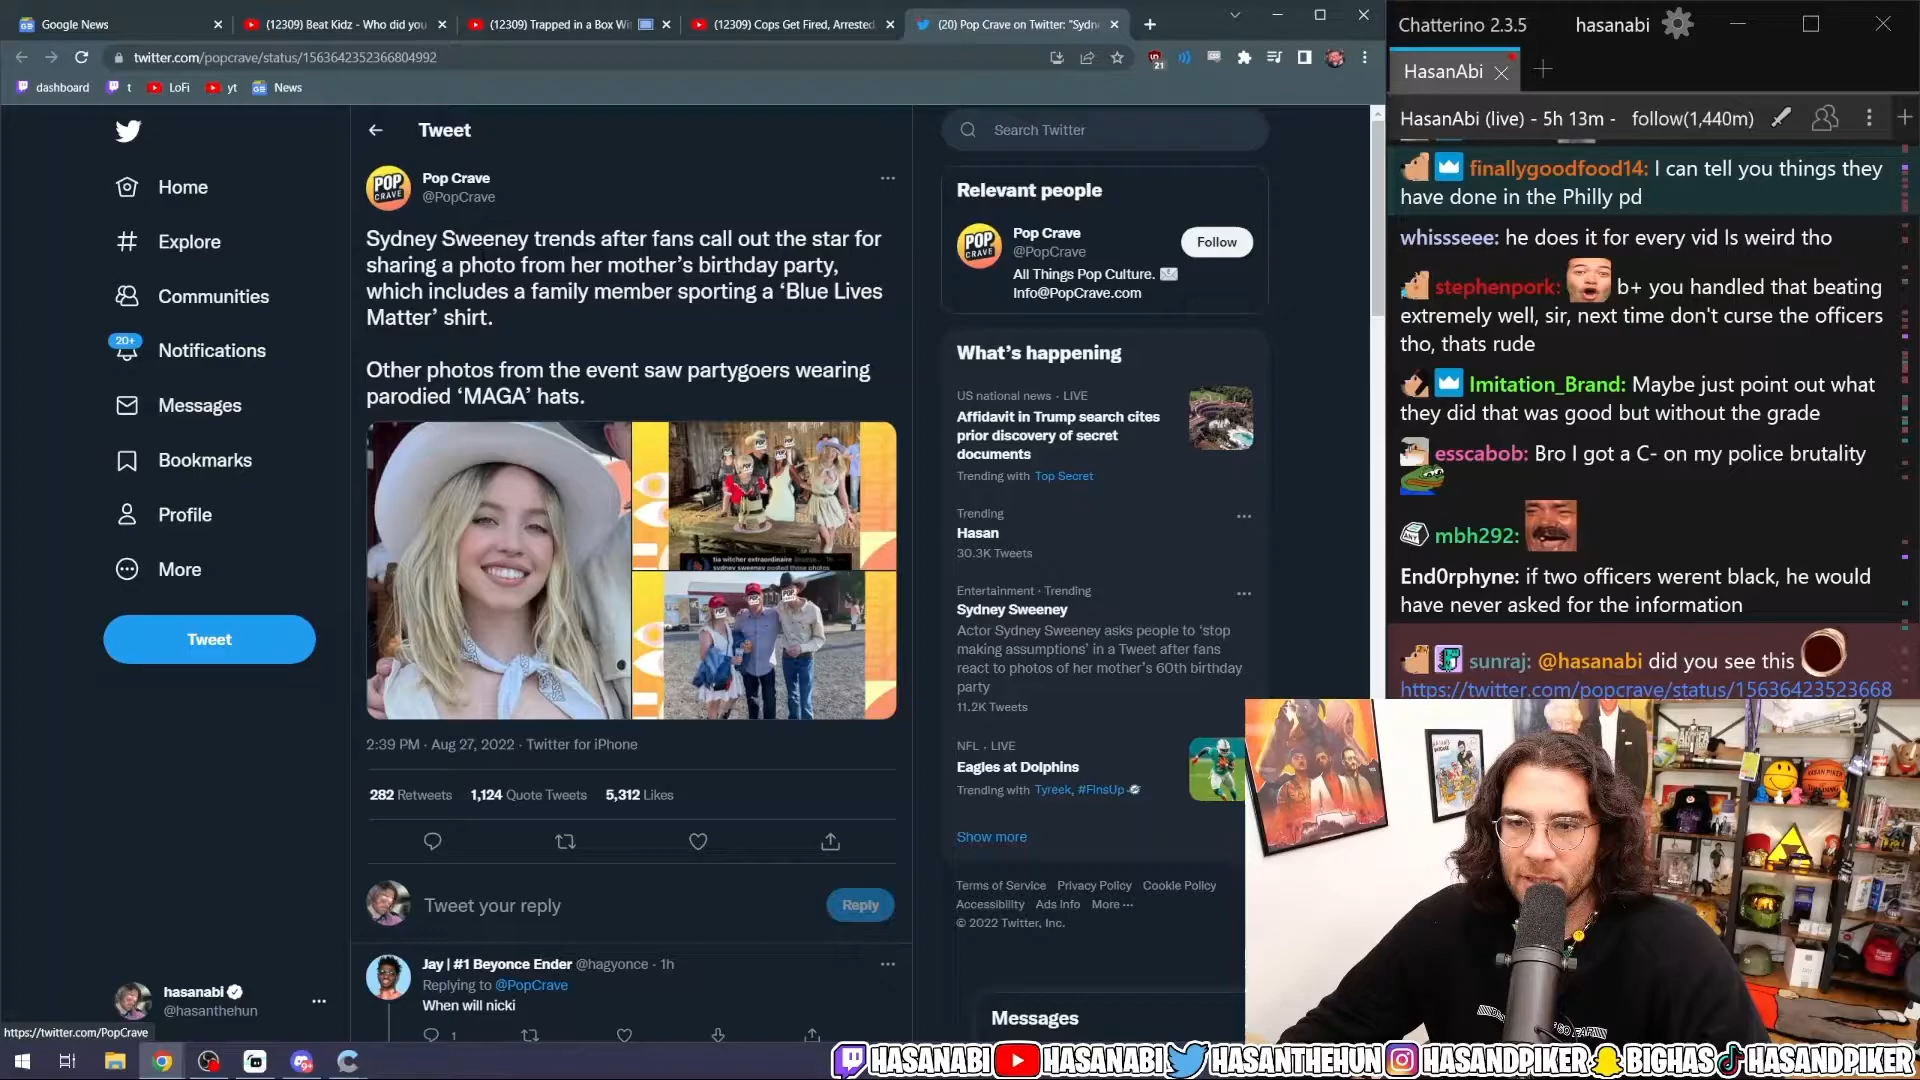 Google News
(12309) Beat Kidz - Who did you
(12309) Trapped in a Box Wi
(12309) Cops Get Fired, Arrested,
(20) Pop Crave on Twitter: "Sydn
Chatterino 2.3.5
hasanabi
twitter.com/popcrave/status/1563642352366804992
21
HasanAbi
dashboard
t
LoFi
yt
News
HasanAbi (live) - 5h 13m -
follow(1,440m)
Home
Explore
Communities
20+
Notifications
Messages
Bookmarks
Profile
More
Tweet
hasanabi
@hasanthehun
https://twitter.com/PopCrave
Tweet
POP CRAVE
Pop Crave
@PopCrave
Sydney Sweeney trends after fans call out the star for
sharing a photo from her mother’s birthday party,
which includes a family member sporting a ‘Blue Lives
Matter’ shirt.
Other photos from the event saw partygoers wearing
parodied ‘MAGA’ hats.
tia witcher extraordinaire
sydney sweeney posted those photos
2:39 PM · Aug 27, 2022 · Twitter for iPhone
282 Retweets
1,124 Quote Tweets
5,312 Likes
Tweet your reply
Reply
Jay | #1 Beyonce Ender @hagyonce · 1h
Replying to @PopCrave
When will nicki
1
Search Twitter
Relevant people
POP CRAVE
Pop Crave
@PopCrave
Follow
All Things Pop Culture.
Info@PopCrave.com
What’s happening
US national news · LIVE
Affidavit in Trump search cites
prior discovery of secret
documents
Trending with Top Secret
Trending
Hasan
30.3K Tweets
Entertainment · Trending
Sydney Sweeney
Actor Sydney Sweeney asks people to ‘stop
making assumptions’ in a Tweet after fans
react to photos of her mother’s 60th birthday
party
11.2K Tweets
NFL · LIVE
Eagles at Dolphins
Trending with Tyreek, #FinsUp
Show more
Terms of Service Privacy Policy Cookie Policy
Accessibility Ads Info More ···
© 2022 Twitter, Inc.
Messages
finallygoodfood14: I can tell you things they
have done in the Philly pd
whissseee: he does it for every vid Is weird tho
stephenpork: b+ you handled that beating
extremely well, sir, next time don't curse the officers
tho, thats rude
Imitation_Brand: Maybe just point out what
they did that was good but without the grade
esscabob: Bro I got a C- on my police brutality
mbh292:
End0rphyne: if two officers werent black, he would
have never asked for the information
sunraj: @hasanabi did you see this
https://twitter.com/popcrave/status/15636423523668
HASANABI HASANABI HASANTHEHUN HASANDPIKER BIGHAS HASANDPIKER